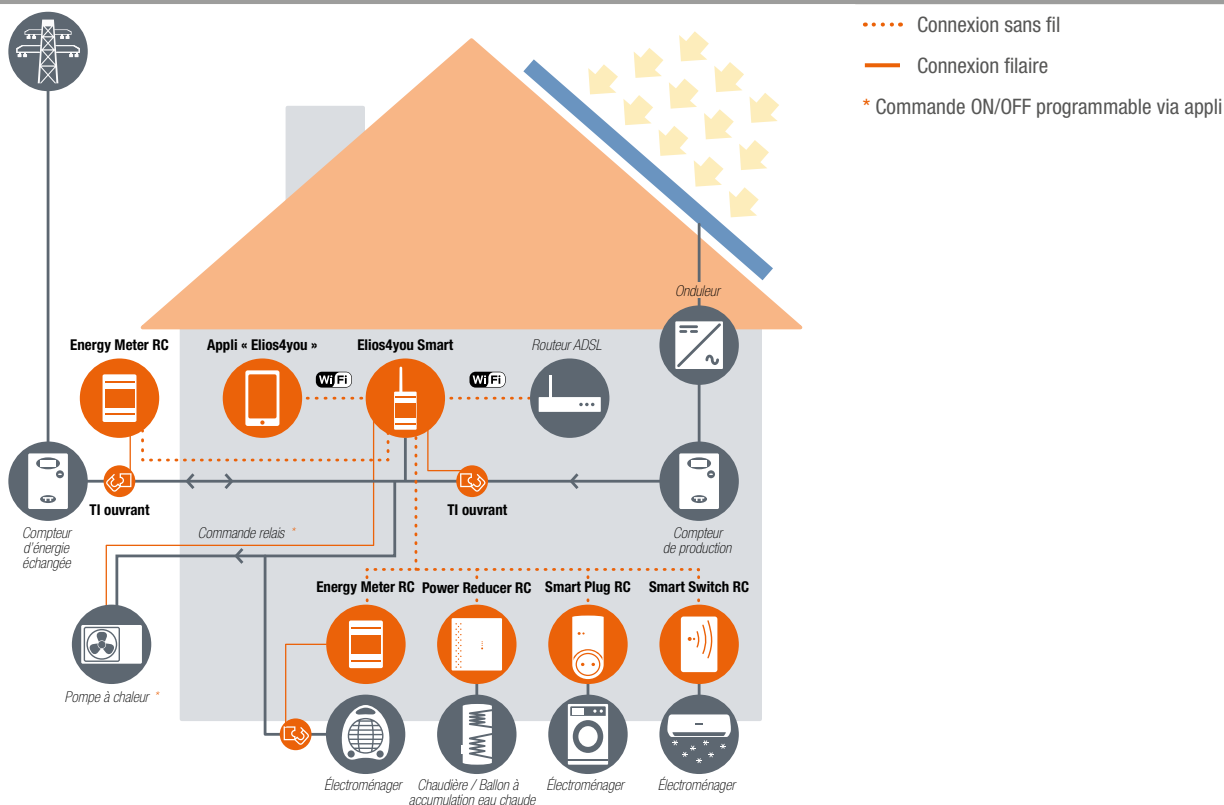 Connexion sans fil
Connexion filaire
* Commande ON/OFF programmable via appli
Onduleur
Energy Meter RC
Appli « Elios4you »
Elios4you Smart
Routeur ADSL
WiFi
WiFi
TI ouvrant
TI ouvrant
Compteur
d'énergie
échangée
Commande relais *
Compteur
de production
Energy Meter RC
Power Reducer RC
Smart Plug RC
Smart Switch RC
Pompe à chaleur *
Électroménager
Chaudière / Ballon à
accumulation eau chaude
Électroménager
Électroménager